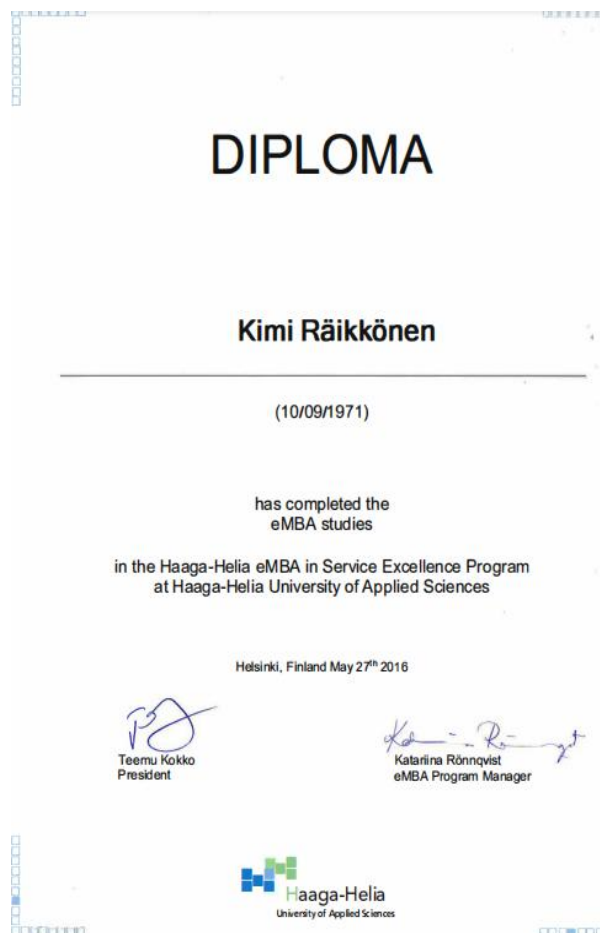 DIPLOMA
Kimi Räikkönen
(10/09/1971)
has completed the
eMBA studies
in the Haaga-Helia eMBA in Service Excellence Program
at Haaga-Helia University of Applied Sciences
Helsinki, Finland May 27th 2016
Teemu Kokko
President
Katariina Rönnqvist
eMBA Program Manager
Haaga-Helia
University of Applied Sciences